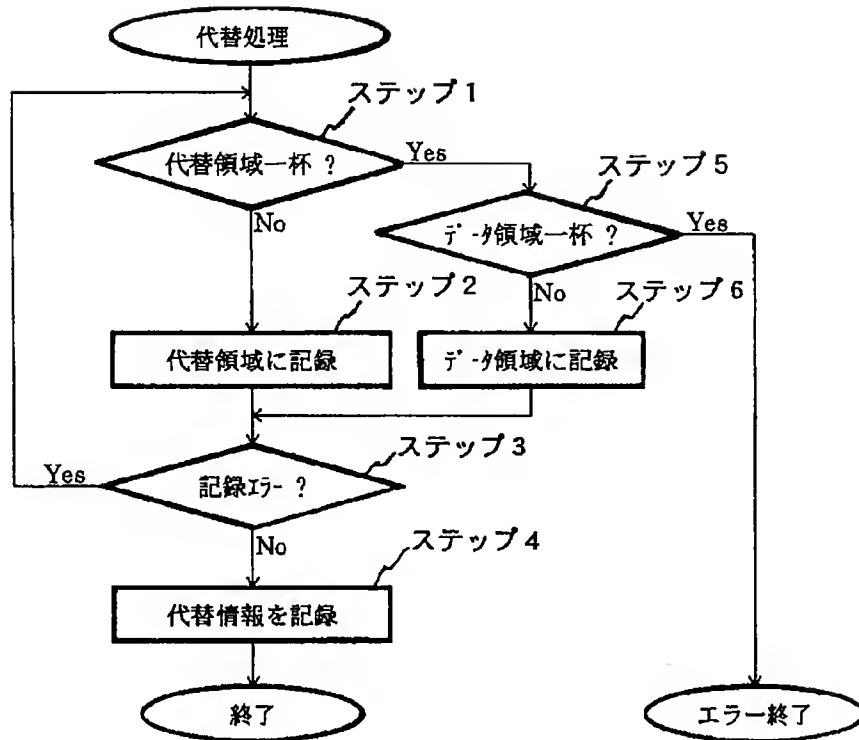 代替処理
ステップ1
代替領域一杯 ?
Yes
ステップ5
No
データ領域一杯 ?
Yes
ステップ2
No
ステップ6
代替領域に記録
データ領域に記録
ステップ3
Yes
記録エラー ?
No
ステップ4
代替情報を記録
終了
エラー終了